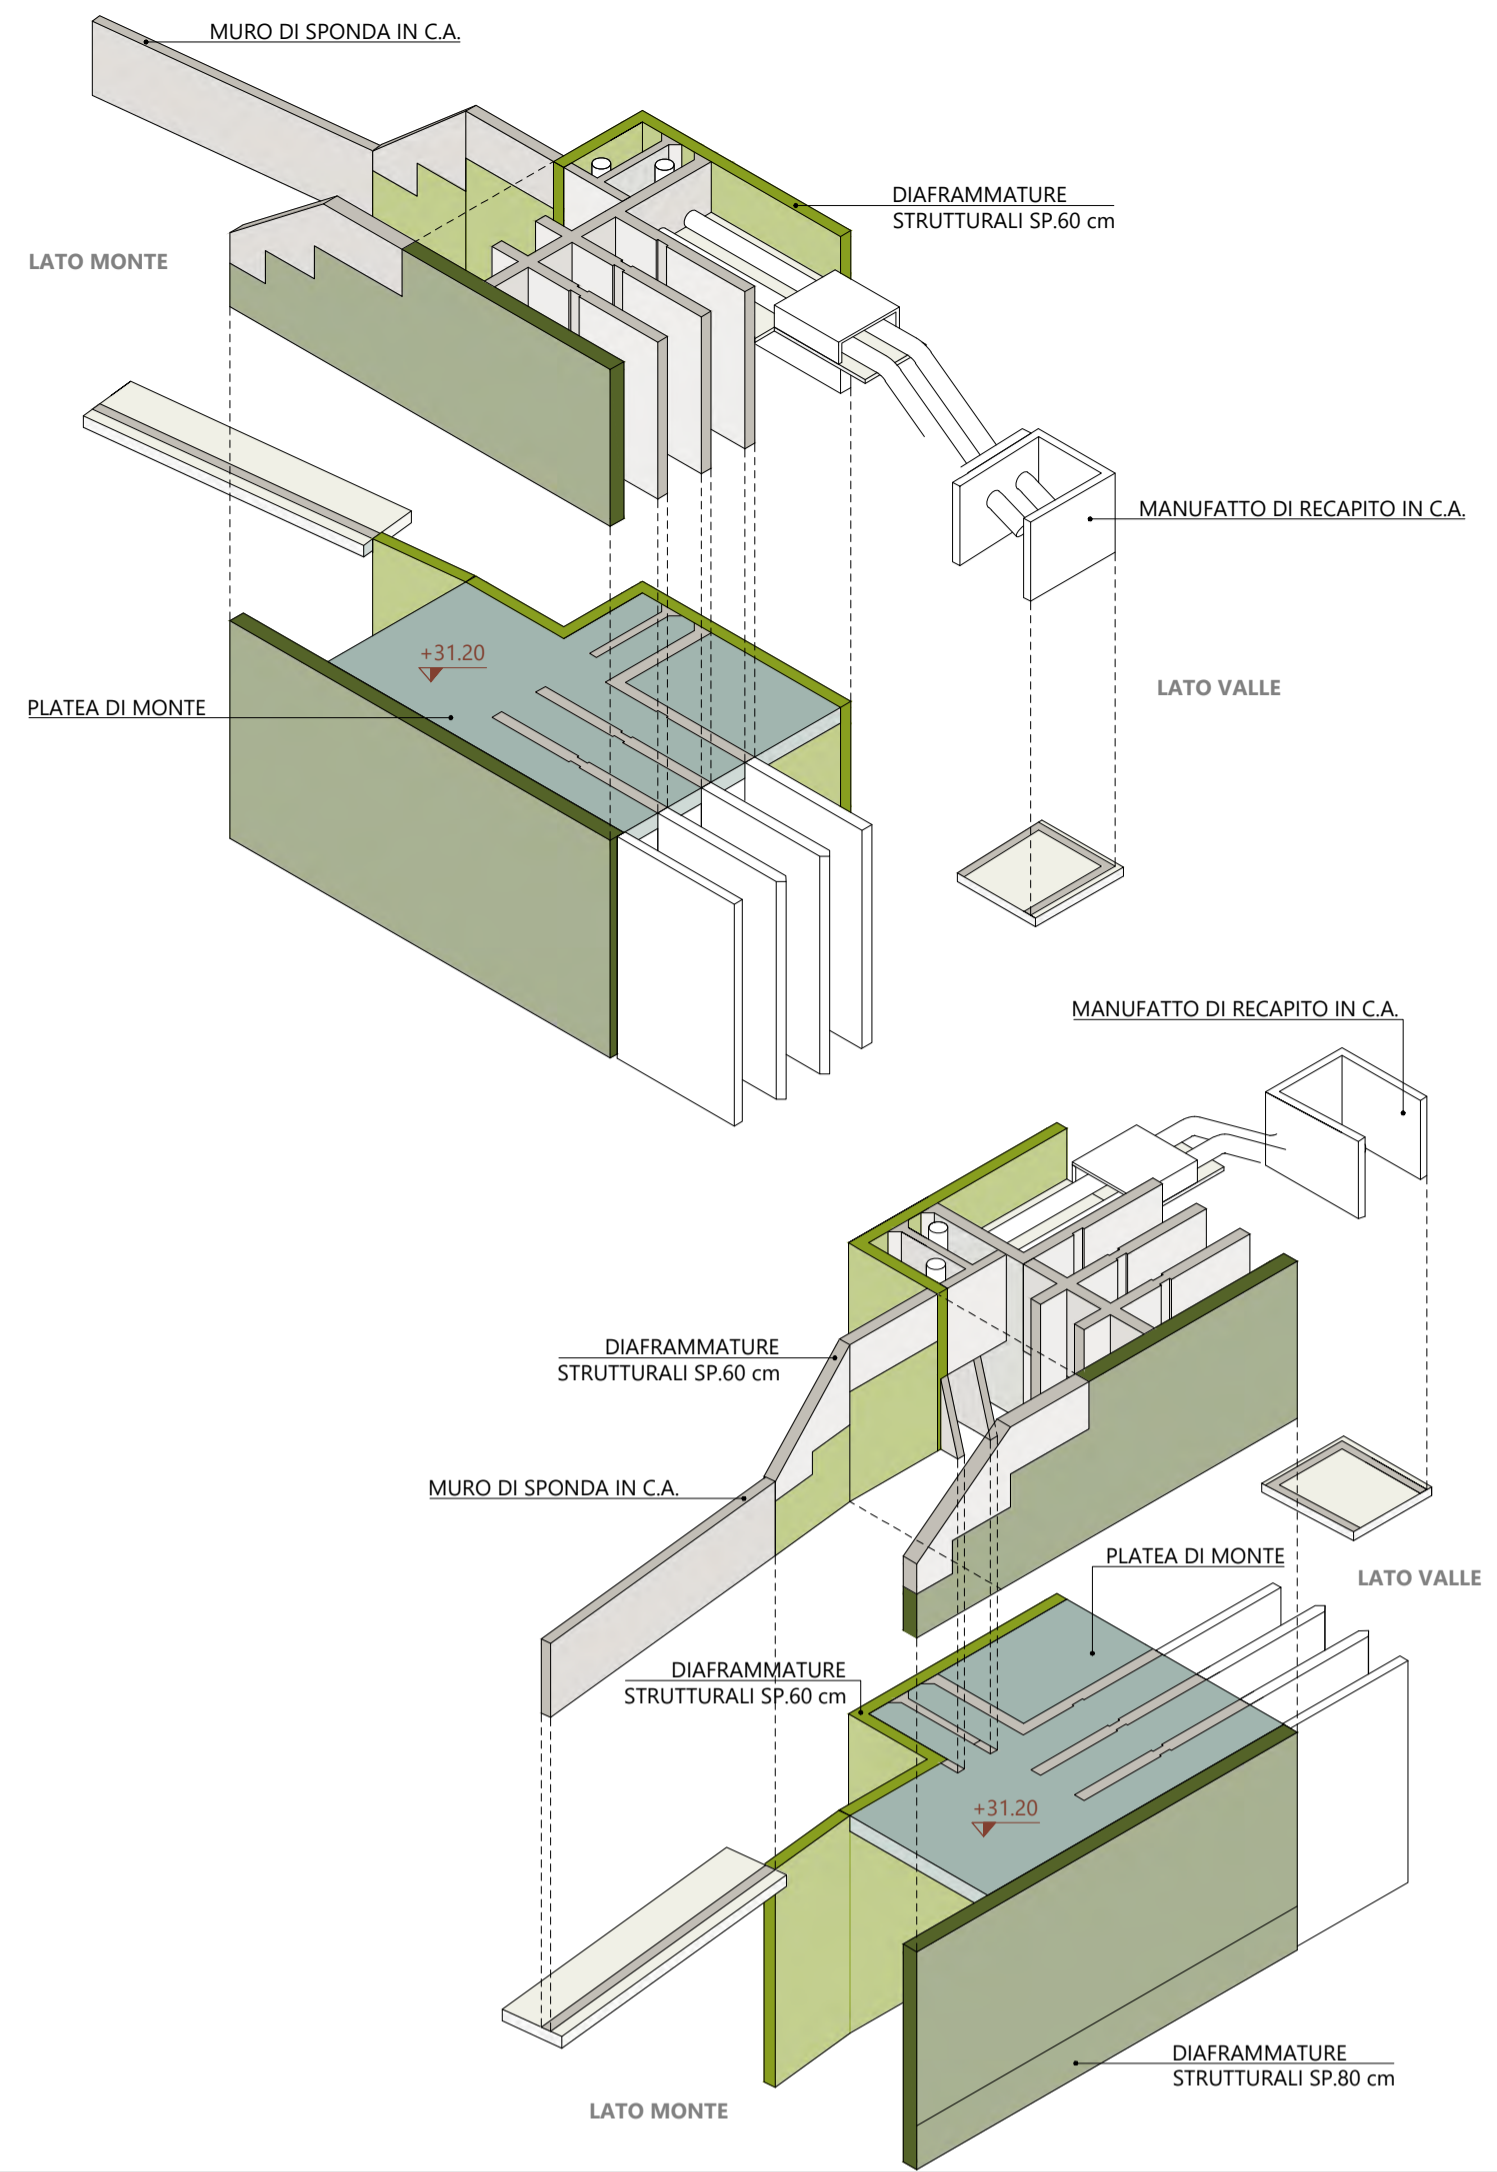 MURO DI SPONDA IN C.A.
DIAFRAMMATURE
STRUTTURALI SP.60 cm
LATO MONTE
MANUFATTO DI RECAPITO IN C.A.
+31.20
LATO VALLE
PLATEA DI MONTE
MANUFATTO DI RECAPITO IN C.A.
DIAFRAMMATURE
STRUTTURALI SP.60 cm
MURO DI SPONDA IN C.A.
PLATEA DI MONTE
LATO VALLE
DIAFRAMMATURE
STRUTTURALI SP.60 cm
+31.20
DIAFRAMMATURE
STRUTTURALI SP.80 cm
LATO MONTE